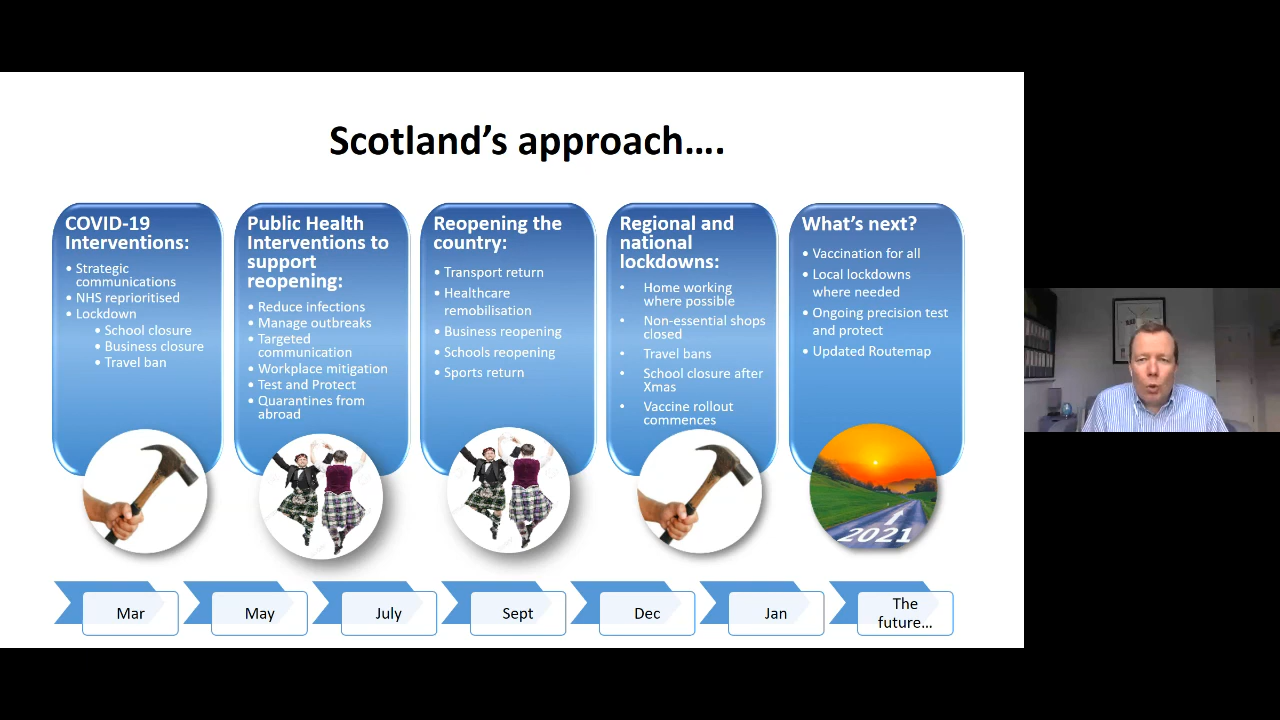 Scotland's approach….
COVID-19
Interventions:
• Strategic
communications
• NHS reprioritised
• Lockdown
• School closure
• Business closure
• Travel ban
Public Health
Interventions to
support
reopening:
• Reduce infections
• Manage outbreaks
• Targeted
communication
• Workplace mitigation
• Test and Protect
• Quarantines from
abroad
Reopening the
country:
• Transport return
• Healthcare
remobilisation
• Business reopening
• Schools reopening
• Sports return
Regional and
national
lockdowns:
• Home working
where possible
• Non-essential shops
closed
• Travel bans
• School closure after
Xmas
• Vaccine rollout
commences
What's next?
• Vaccination for all
• Local lockdowns
where needed
• Ongoing precision test
and protect
• Updated Routemap
2021
Mar
May
July
Sept
Dec
Jan
The
future…